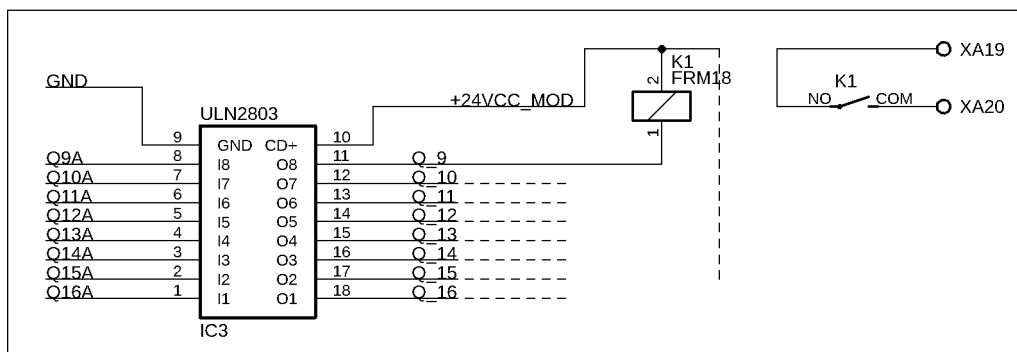 K1
FRM18
XA19
K1
NO
COM
XA20
2
1
GND
+24VCC_MOD
ULN2803
9 GND CD+ 10
Q9A 8 I8 O8 11 Q_9
Q10A 7 I7 O7 12 Q_10
Q11A 6 I6 O6 13 Q_11
Q12A 5 I5 O5 14 Q_12
Q13A 4 I4 O4 15 Q_13
Q14A 3 I3 O3 16 Q_14
Q15A 2 I2 O2 17 Q_15
Q16A 1 I1 O1 18 Q_16
IC3